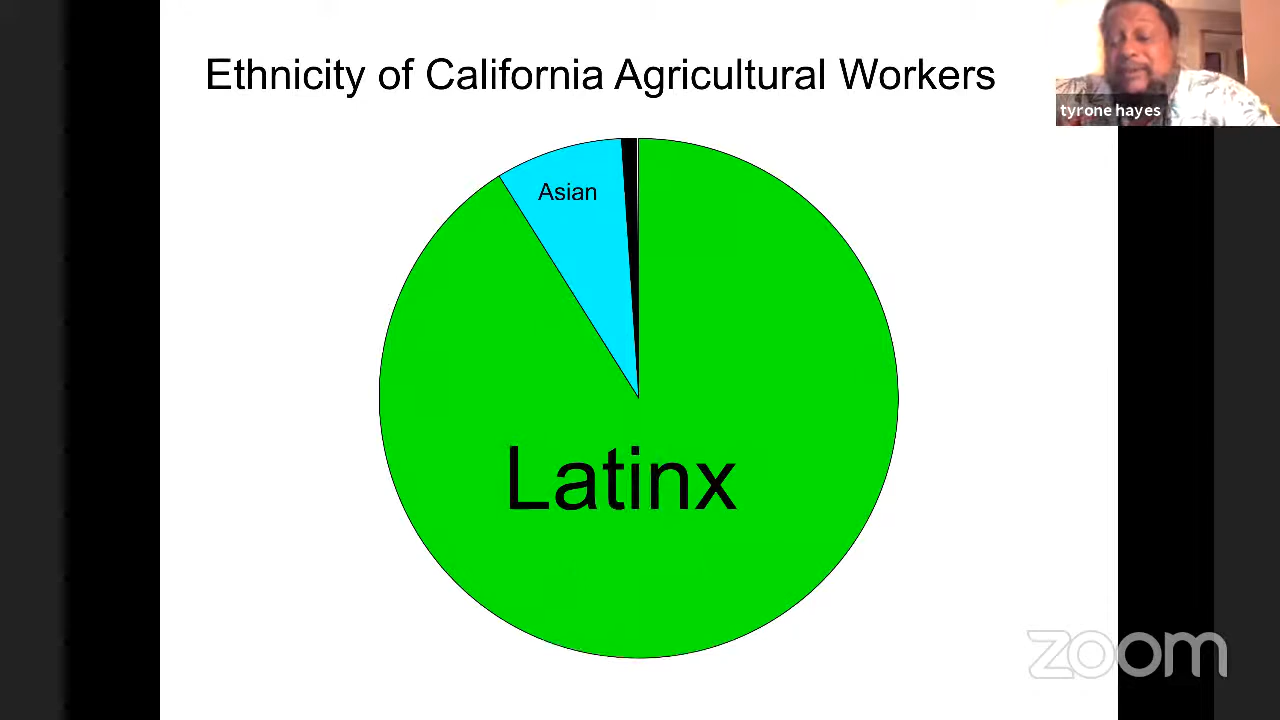 Ethnicity of California Agricultural Workers
tyrone hayes
Asian
Latinx
zoom